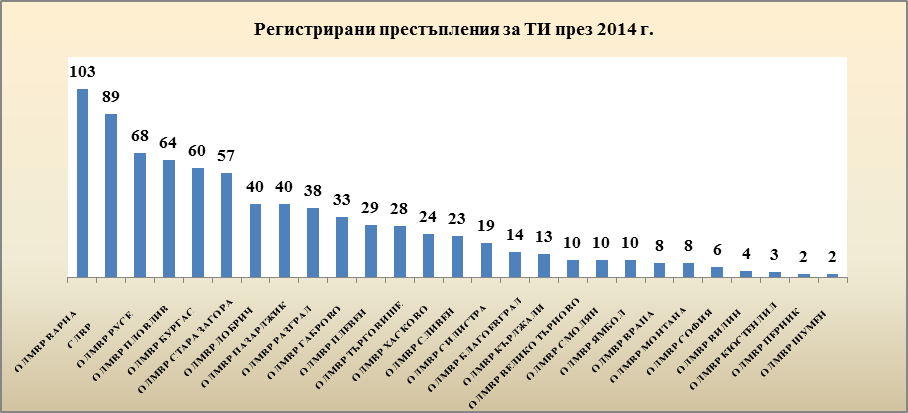 Регистрирани престъпления за ТИ през 2014 г.
103
89
68
64
60
57
40
40
38
33
29
28
24
23
19
14
13
10
10
10
8
8
6
4
3
2
2
ОДМВР ВАРНА
СДВР
ОДМВР РУСЕ
ОДМВР ПЛОВДИВ
ОДМВР БУРГАС
ОДМВР СТАРА ЗАГОРА
ОДМВР ДОБРИЧ
ОДМВР ПАЗАРДЖИК
ОДМВР РАЗГРАД
ОДМВР ГАБРОВО
ОДМВР ПЛЕВЕН
ОДМВР ТЪРГОВИЩЕ
ОДМВР ХАСКОВО
ОДМВР СЛИВЕН
ОДМВР СИЛИСТРА
ОДМВР БЛАГОЕВГРАД
ОДМВР КЪРДЖАЛИ
ОДМВР ВЕЛИКО ТЪРНОВО
ОДМВР СМОЛЯН
ОДМВР ЯМБОЛ
ОДМВР ВРАЦА
ОДМВР МОНТАНА
ОДМВР СОФИЯ
ОДМВР ВИДИН
ОДМВР КЮСТЕНДИЛ
ОДМВР ПЕРНИК
ОДМВР ШУМЕН